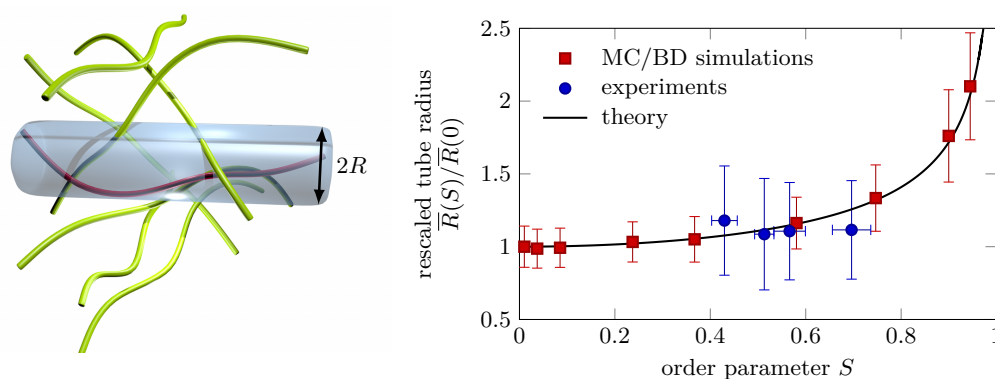 2R
rescaled tube radius
R̅(S)/R̅(0)
2.5
2
1.5
1
0.5
MC/BD simulations
experiments
theory
0 0.2 0.4 0.6 0.8 1
order parameter S